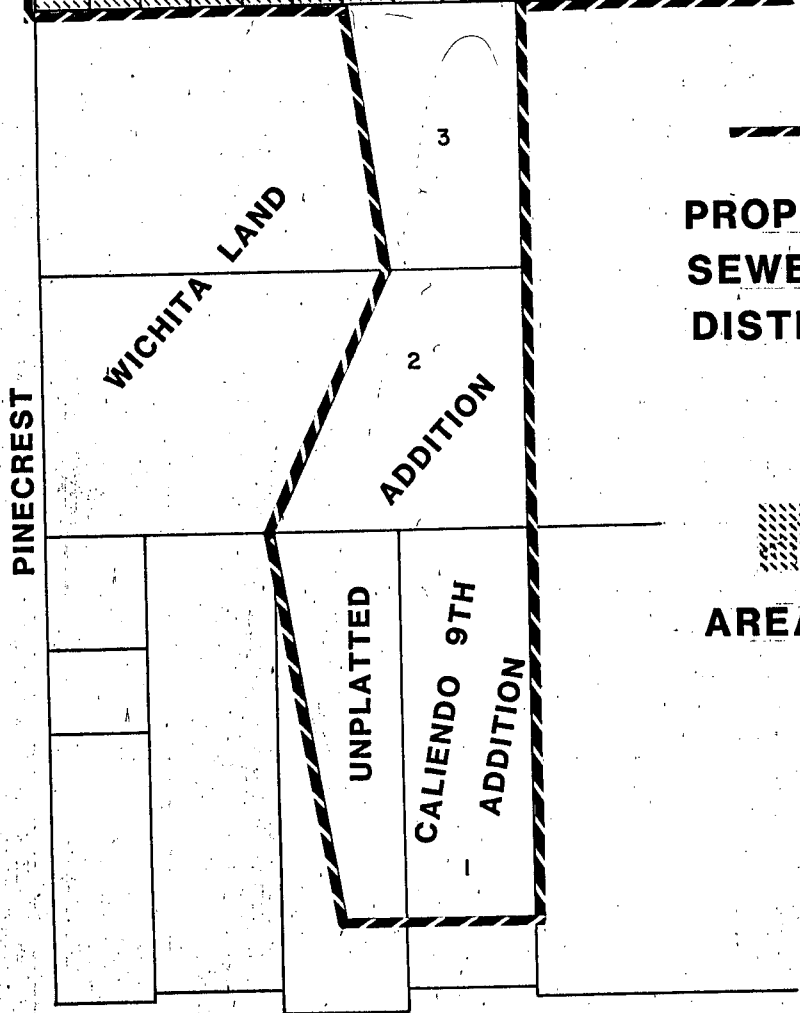 3
PROP
SEWE
DISTI
WICHITA LAND
2
ADDITION
PINECREST
AREA
UNPLATTED
CALIENDO 9TH
ADDITION
1